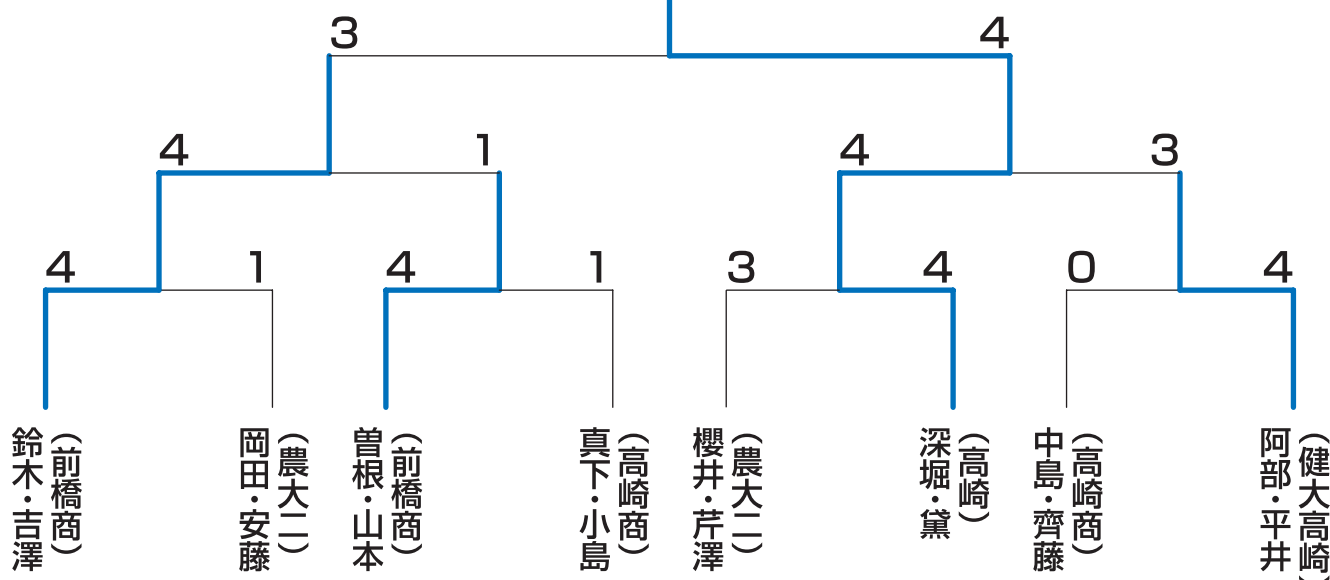 3
4
4
1
4
3
4
1
4
1
3
4
0
4
鈴木・吉澤
(前橋商)
岡田・安藤
(農大二)
曽根・山本
(前橋商)
真下・小島
(高崎商)
櫻井・芹澤
(農大二)
深堀・黛
(高崎)
中島・齊藤
(高崎商)
阿部・平井
(健大高崎)